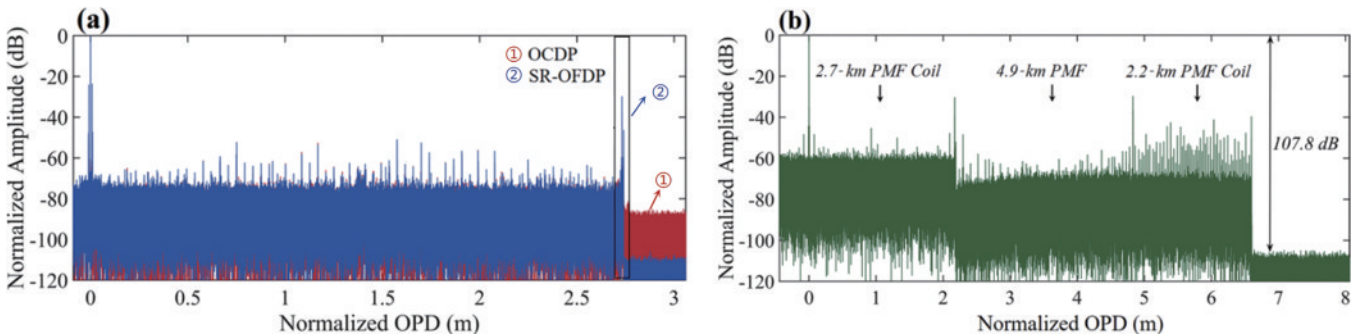 (a)
Normalized Amplitude (dB)
0
-20
-40
-60
-80
-100
-120
① OCDP
② SR-OFDP
②
①
0 0.5 1 1.5 2 2.5 3
Normalized OPD (m)
(b)
Normalized Amplitude (dB)
0
-20
-40
-60
-80
-100
-120
2.7-km PMF Coil 4.9-km PMF 2.2-km PMF Coil
107.8 dB
0 1 2 3 4 5 6 7 8
Normalized OPD (m)